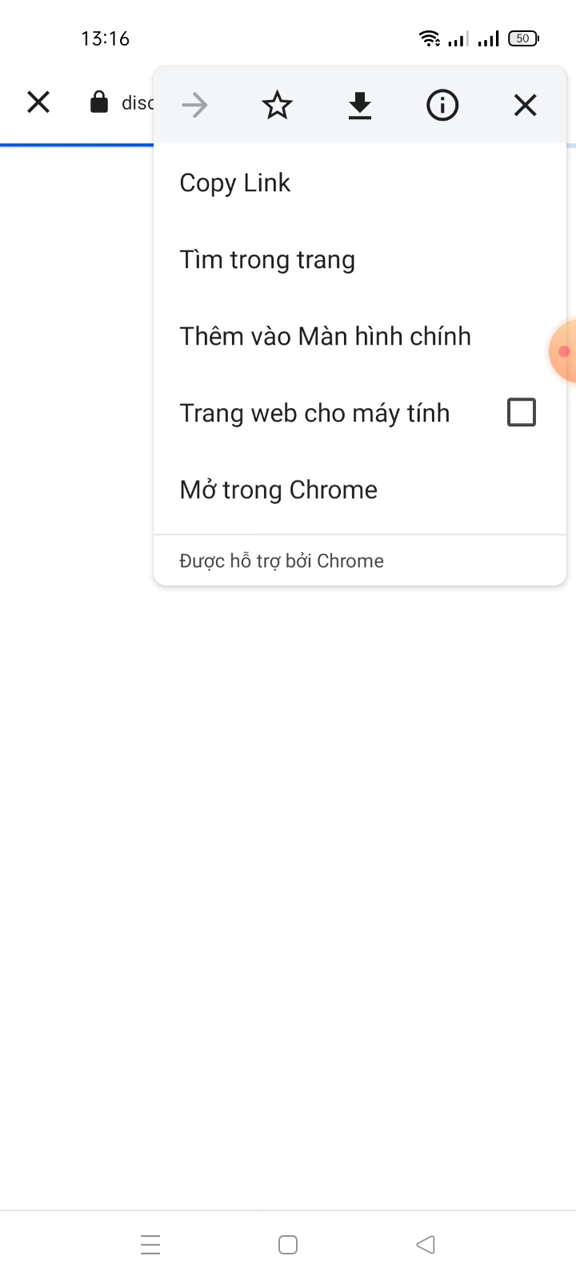 13:16
50
disc
Copy Link
Tìm trong trang
Thêm vào Màn hình chính
Trang web cho máy tính
Mở trong Chrome
Được hỗ trợ bởi Chrome